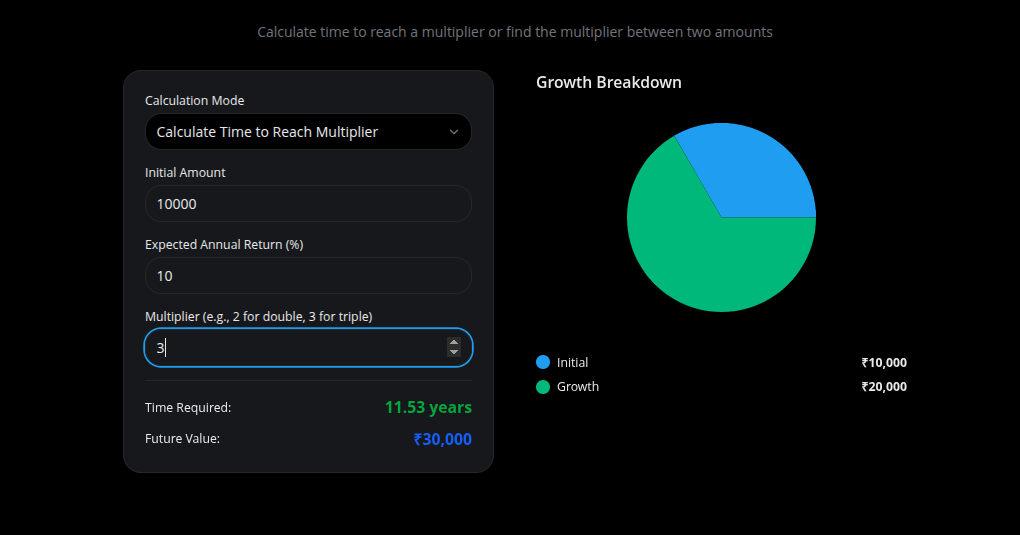 Calculate time to reach a multiplier or find the multiplier between two amounts
Calculation Mode
Calculate Time to Reach Multiplier
Initial Amount
10000
Expected Annual Return (%)
10
Multiplier (e.g., 2 for double, 3 for triple)
3
Time Required: 11.53 years
Future Value: ₹30,000
Growth Breakdown
Initial ₹10,000
Growth ₹20,000